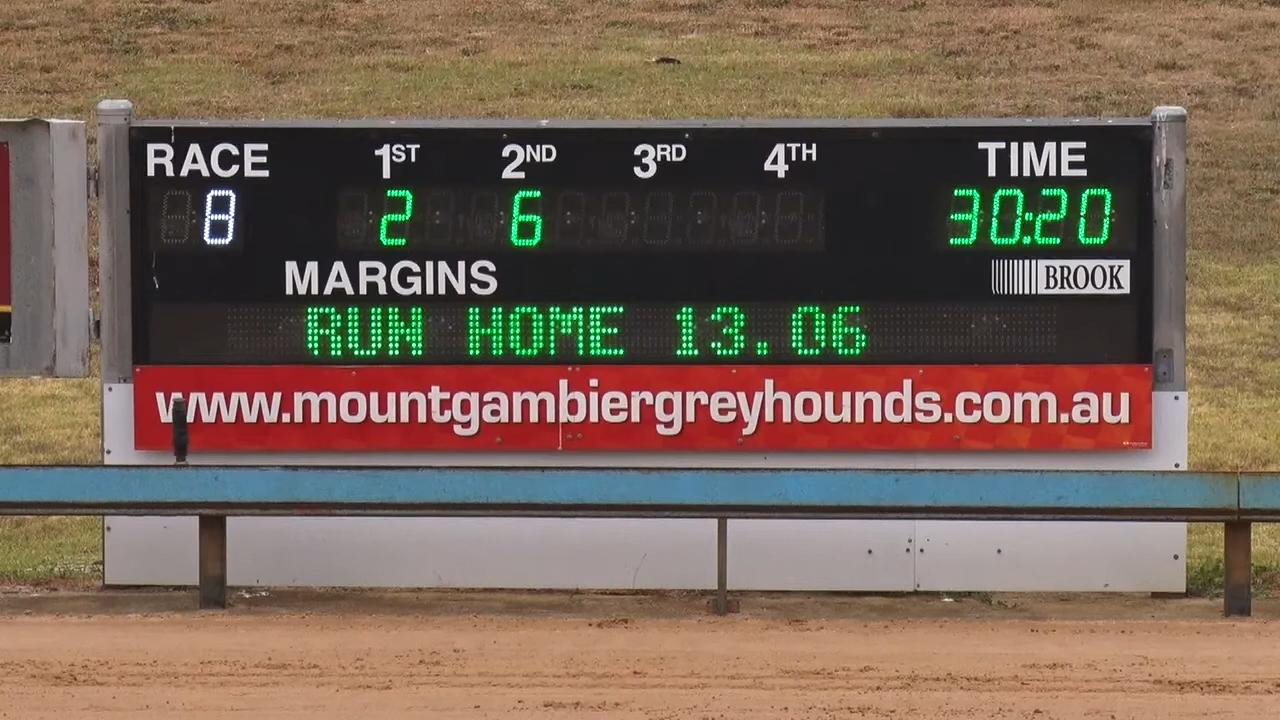 RACE 1ST 2ND 3RD 4TH TIME
8 2 6 30:20
MARGINS BROOK
RUN HOME 13.06
www.mountgambiergreyhounds.com.au